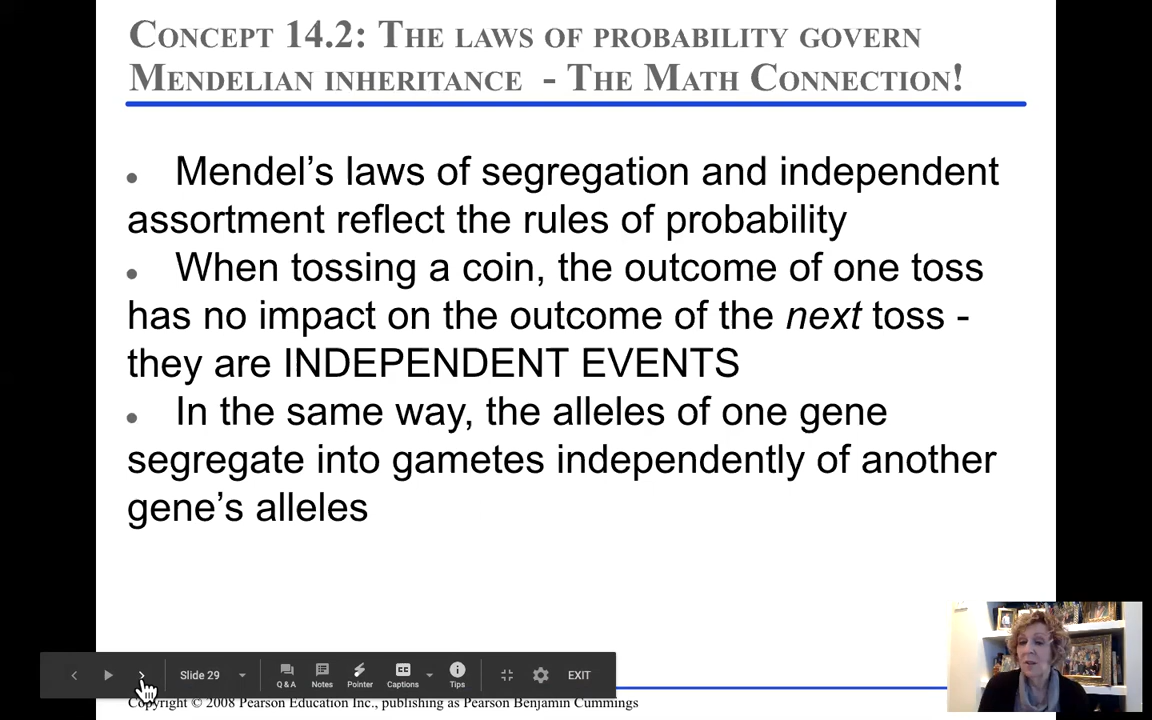 Concept 14.2: The laws of probability govern
Mendelian inheritance - The Math Connection!
• Mendel’s laws of segregation and independent
assortment reflect the rules of probability
• When tossing a coin, the outcome of one toss
has no impact on the outcome of the next toss -
they are INDEPENDENT EVENTS
• In the same way, the alleles of one gene
segregate into gametes independently of another
gene’s alleles
Slide 29 Q & A Notes Pointer Captions Tips EXIT
Copyright © 2008 Pearson Education Inc., publishing as Pearson Benjamin Cummings